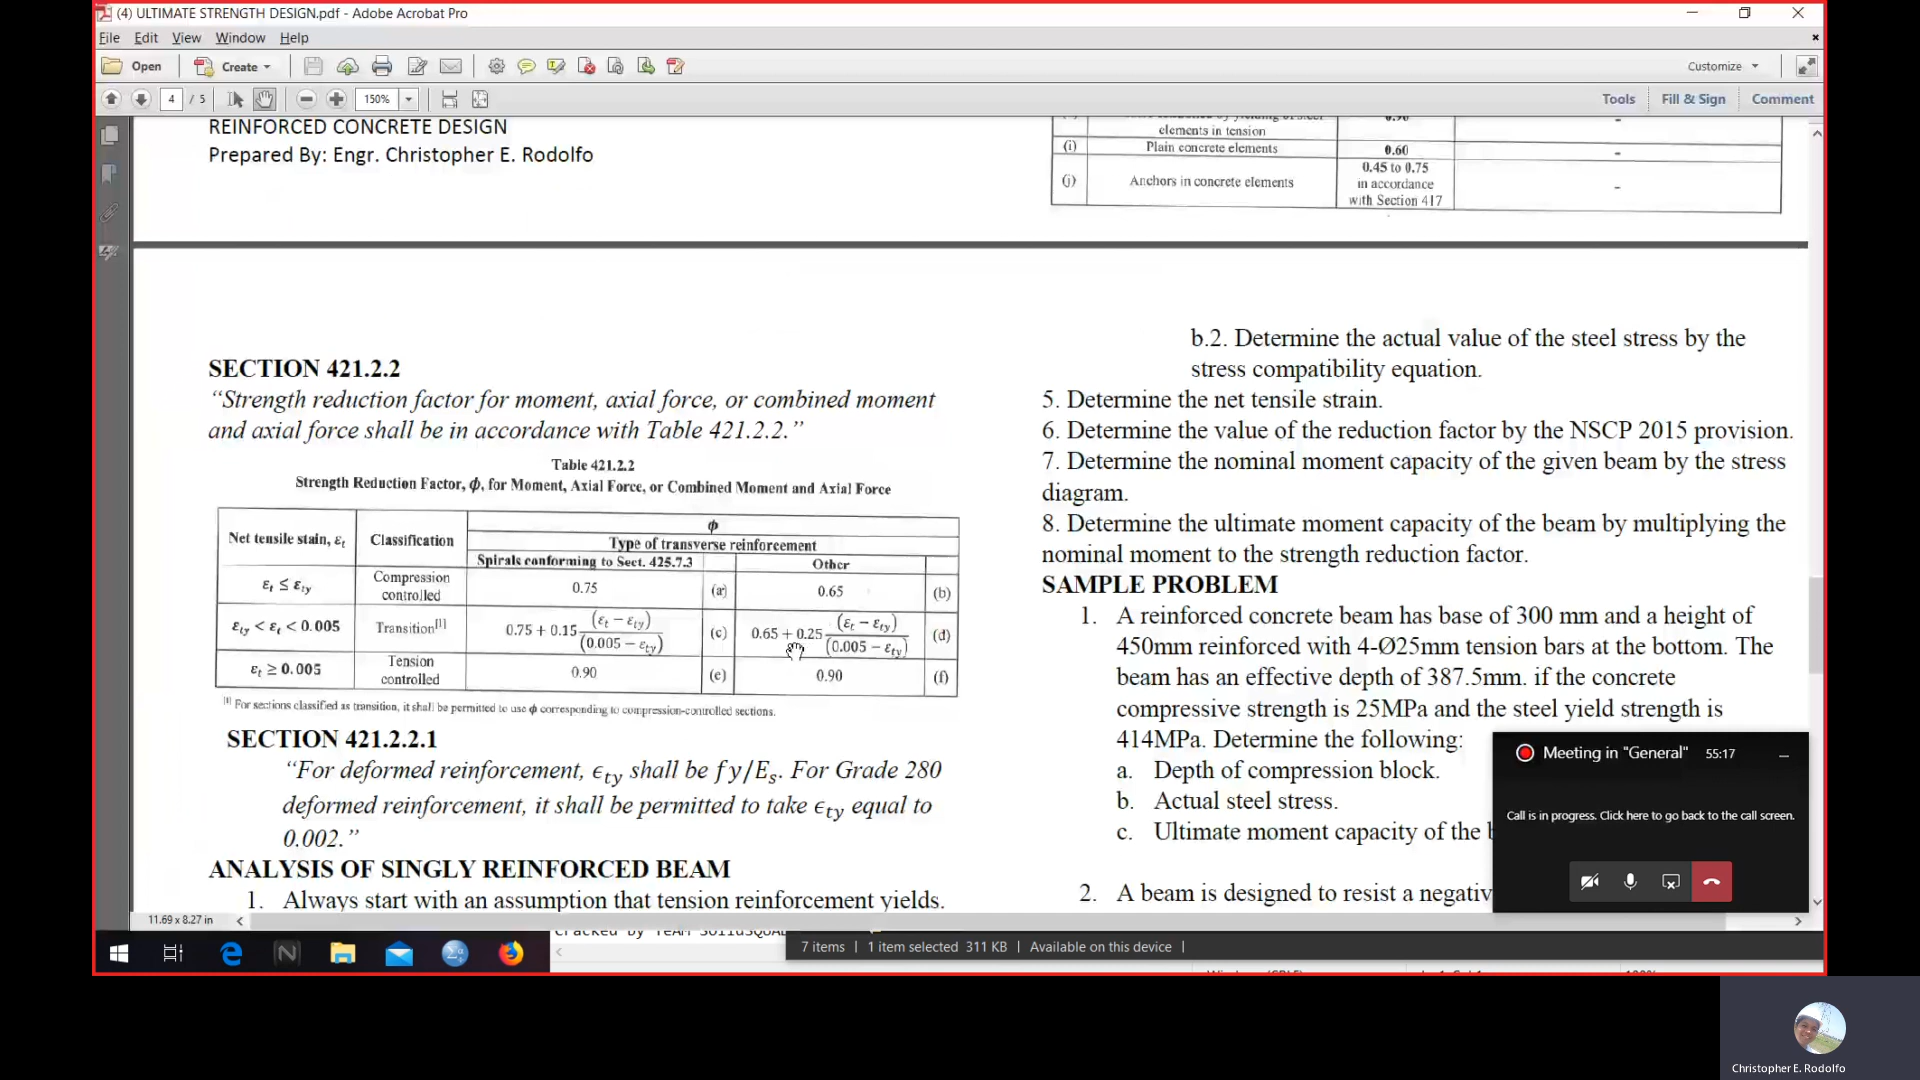 (4) ULTIMATE STRENGTH DESIGN.pdf - Adobe Acrobat Pro
File Edit View Window Help
Open Create Customize
4 / 5 150% Tools Fill & Sign Comment
REINFORCED CONCRETE DESIGN
Prepared By: Engr. Christopher E. Rodolfo
elements in tension 0.90 -
(i) Plain concrete elements 0.60 -
(j) Anchors in concrete elements 0.45 to 0.75 in accordance with Section 417 -
SECTION 421.2.2
“Strength reduction factor for moment, axial force, or combined moment
and axial force shall be in accordance with Table 421.2.2.”
Table 421.2.2
Strength Reduction Factor, ϕ, for Moment, Axial Force, or Combined Moment and Axial Force
Net tensile stain, εt Classification ϕ
Type of transverse reinforcement
Spirals conforming to Sect. 425.7.3 Other
εt ≤ εty Compression controlled 0.75 (a) 0.65 (b)
εty < εt < 0.005 Transition[1] 0.75 + 0.15 (εt − εty)/(0.005 − εty) (c) 0.65 + 0.25 (εt − εty)/(0.005 − εty) (d)
εt ≥ 0.005 Tension controlled 0.90 (e) 0.90 (f)
[1] For sections classified as transition, it shall be permitted to use ϕ corresponding to compression-controlled sections.
SECTION 421.2.2.1
“For deformed reinforcement, ϵty shall be fy/Es. For Grade 280
deformed reinforcement, it shall be permitted to take ϵty equal to
0.002.”
ANALYSIS OF SINGLY REINFORCED BEAM
1. Always start with an assumption that tension reinforcement yields.
b.2. Determine the actual value of the steel stress by the
stress compatibility equation.
5. Determine the net tensile strain.
6. Determine the value of the reduction factor by the NSCP 2015 provision.
7. Determine the nominal moment capacity of the given beam by the stress
diagram.
8. Determine the ultimate moment capacity of the beam by multiplying the
nominal moment to the strength reduction factor.
SAMPLE PROBLEM
1. A reinforced concrete beam has base of 300 mm and a height of
450mm reinforced with 4-Ø25mm tension bars at the bottom. The
beam has an effective depth of 387.5mm. if the concrete
compressive strength is 25MPa and the steel yield strength is
414MPa. Determine the following:
a. Depth of compression block.
b. Actual steel stress.
c. Ultimate moment capacity of the
2. A beam is designed to resist a negativ
Meeting in "General" 55:17
Call is in progress. Click here to go back to the call screen.
11.69 x 8.27 in
7 items 1 item selected 311 KB Available on this device
Christopher E. Rodolfo